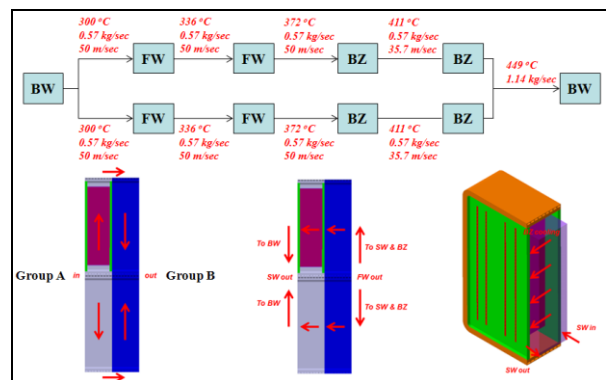 300 °C 336 °C 372 °C 411 °C
0.57 kg/sec 0.57 kg/sec 0.57 kg/sec 0.57 kg/sec
50 m/sec 50 m/sec 50 m/sec 35.7 m/sec
FW FW BZ BZ
449 °C
1.14 kg/sec
BW BW
FW FW BZ BZ
300 °C 336 °C 372 °C 411 °C
0.57 kg/sec 0.57 kg/sec 0.57 kg/sec 0.57 kg/sec
50 m/sec 50 m/sec 50 m/sec 35.7 m/sec
Group A in out Group B
To BW To SW & BZ
SW out FW out
To BW To SW & BZ
SW in
SW out